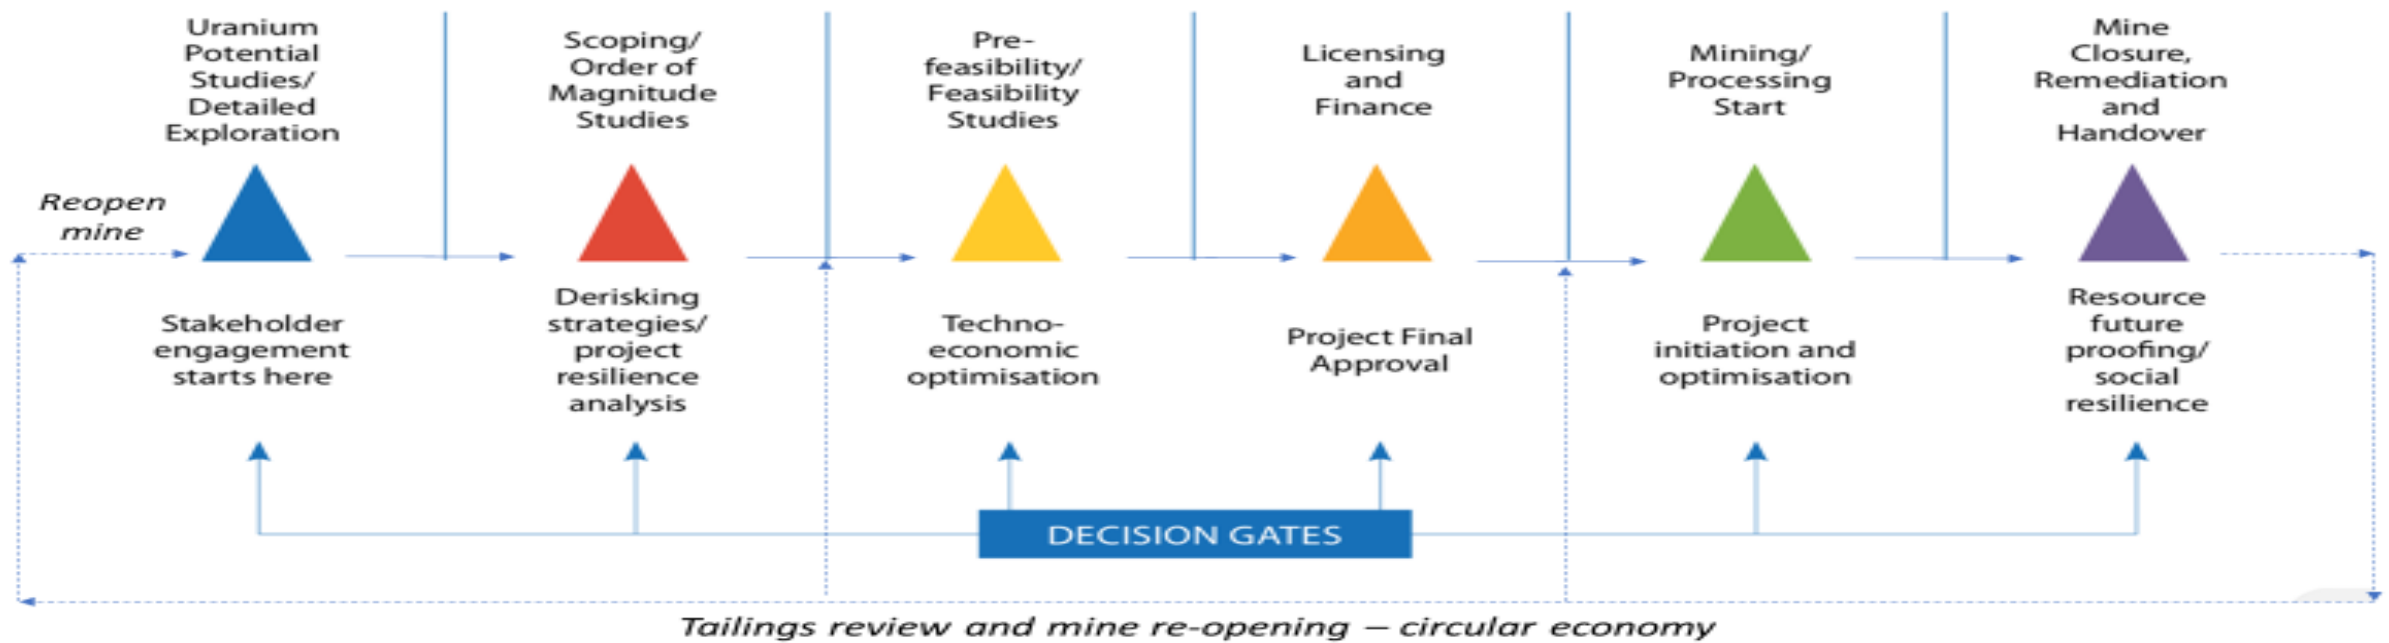 Uranium
Potential
Studies/
Detailed
Exploration
Scoping/
Order of
Magnitude
Studies
Pre-
feasibility/
Feasibility
Studies
Licensing
and
Finance
Mining/
Processing
Start
Mine
Closure,
Remediation
and
Handover
Reopen
mine
Stakeholder
engagement
starts here
Derisking
strategies/
project
resilience
analysis
Techno-
economic
optimisation
Project Final
Approval
Project
initiation and
optimisation
Resource
future
proofing/
social
resilience
DECISION GATES
Tailings review and mine re-opening – circular economy